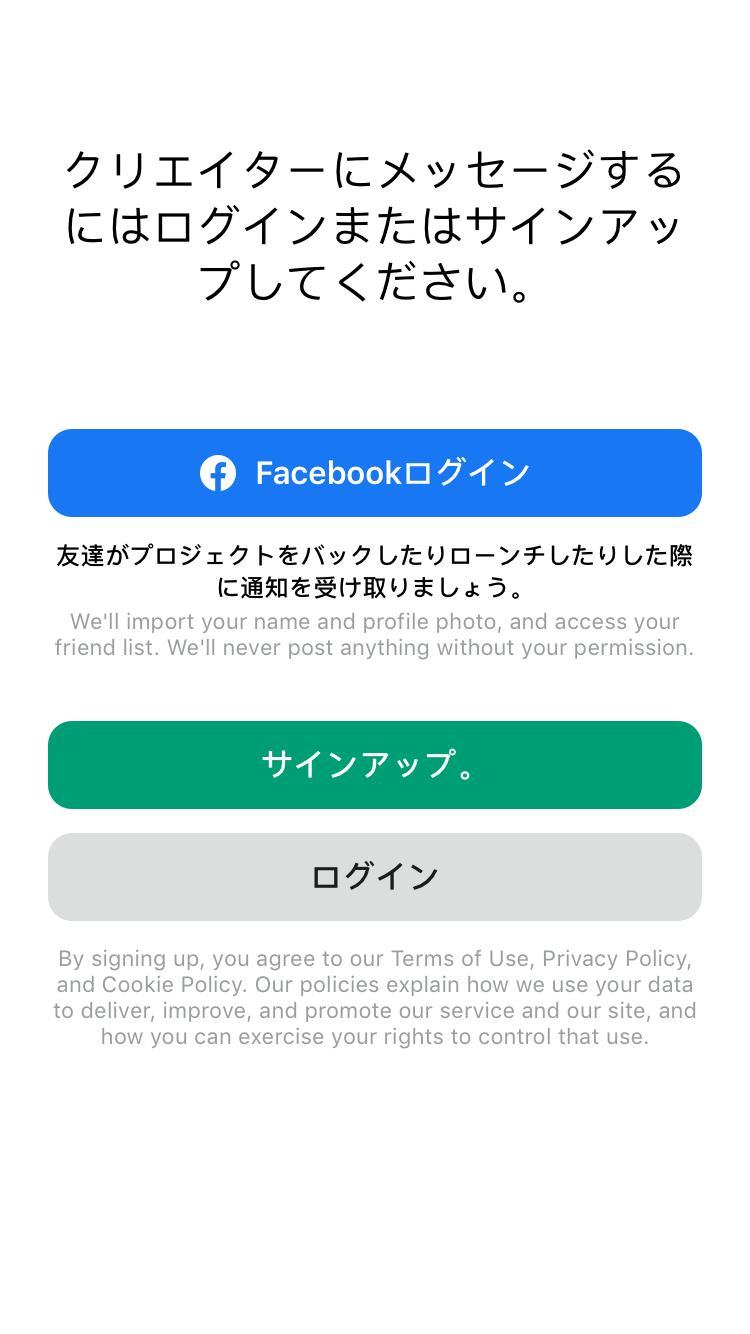 クリエイターにメッセージする
にはログインまたはサインアッ
プしてください。
Facebookログイン
友達がプロジェクトをバックしたりローンチしたりした際
に通知を受け取りましょう。
We'll import your name and profile photo, and access your
friend list. We'll never post anything without your permission.
サインアップ。
ログイン
By signing up, you agree to our Terms of Use, Privacy Policy,
and Cookie Policy. Our policies explain how we use your data
to deliver, improve, and promote our service and our site, and
how you can exercise your rights to control that use.